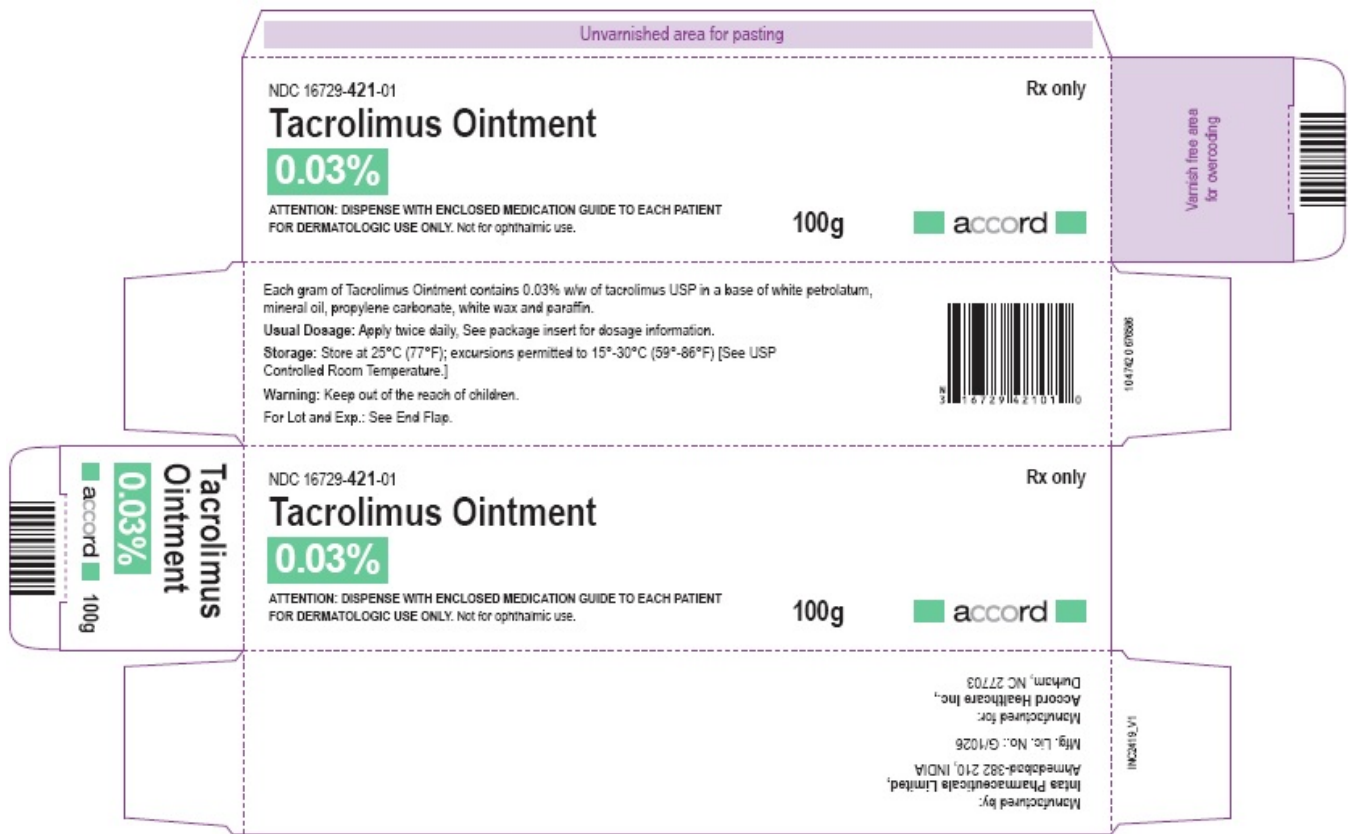 Unvarnished area for pasting
NDC 16729-421-01
Rx only
Tacrolimus Ointment
0.03%
ATTENTION: DISPENSE WITH ENCLOSED MEDICATION GUIDE TO EACH PATIENT
FOR DERMATOLOGIC USE ONLY. Not for ophthalmic use.
100g
accord
Varnish free area
for overcoding
Each gram of Tacrolimus Ointment contains 0.03% w/w of tacrolimus USP in a base of white petrolatum,
mineral oil, propylene carbonate, white wax and paraffin.
Usual Dosage: Apply twice daily, See package insert for dosage information.
Storage: Store at 25°C (77°F); excursions permitted to 15°-30°C (59°-86°F) [See USP
Controlled Room Temperature.]
Warning: Keep out of the reach of children.
For Lot and Exp.: See End Flap.
N
3 16729 42101 0
Tacrolimus
Ointment
0.03%
accord
100g
NDC 16729-421-01
Rx only
Tacrolimus Ointment
0.03%
ATTENTION: DISPENSE WITH ENCLOSED MEDICATION GUIDE TO EACH PATIENT
FOR DERMATOLOGIC USE ONLY. Not for ophthalmic use.
100g
accord
Manufactured by:
Intas Pharmaceuticals Limited,
Ahmedabad-382 210, INDIA
Mfg. Lic. No.: G/1026
Manufactured for:
Accord Healthcare Inc.,
Durham, NC 27703
INC2419_V1